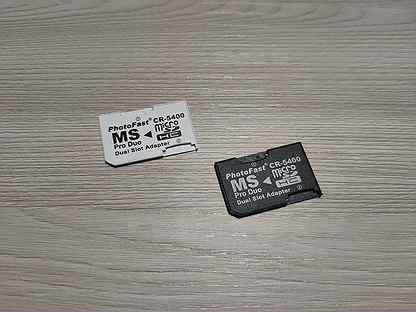 PhotoFast® CR-5400
MS
micro
SD
HC
Pro Duo
Dual Slot Adapter
PhotoFast® CR-5400
MS
micro
SD
HC
Pro Duo
Dual Slot Adapter